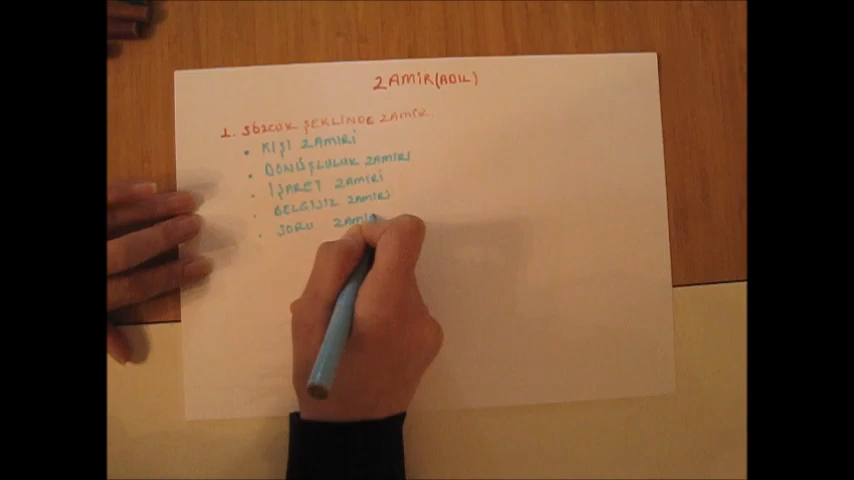 ZAMİR(ADIL)
1. SÖZCÜK ŞEKLİNDE ZAMİR
• KİŞİ ZAMİRİ
• DÖNÜŞLÜLÜK ZAMİRİ
• İŞARET ZAMİRİ
• BELGİSİZ ZAMİRİ
• SORU ZAMİR